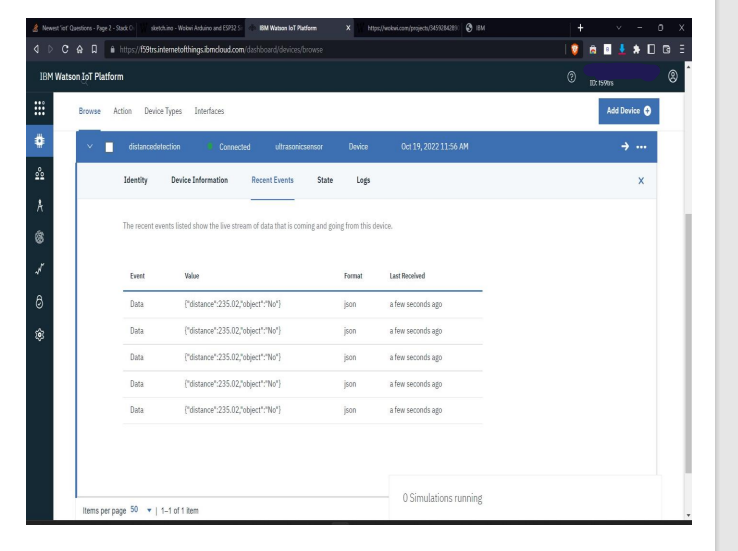 Newest 'iot' Questions - Page 2 - Stack O
sketch.ino - Wokwi Arduino and ESP32 S
IBM Watson IoT Platform X
https://wokwi.com/projects/3459284289
IBM
https://f59trs.internetofthings.ibmcloud.com/dashboard/devices/browse
IBM Watson IoT Platform
ID: f59trs
Browse Action Device Types Interfaces
Add Device
distancedetection Connected ultrasonicsensor Device Oct 19, 2022 11:56 AM
Identity Device Information Recent Events State Logs X
The recent events listed show the live stream of data that is coming and going from this device.
Event Value Format Last Received
Data {"distance":235.02,"object":"No"} json a few seconds ago
Data {"distance":235.02,"object":"No"} json a few seconds ago
Data {"distance":235.02,"object":"No"} json a few seconds ago
Data {"distance":235.02,"object":"No"} json a few seconds ago
Data {"distance":235.02,"object":"No"} json a few seconds ago
0 Simulations running
Items per page 50 | 1–1 of 1 item